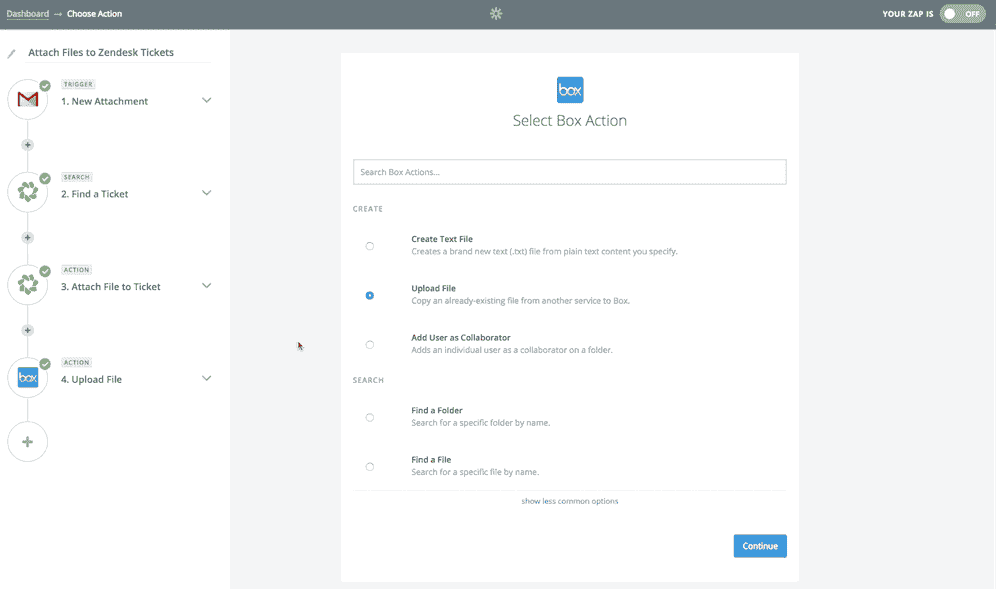 Dashboard → Choose Action
YOUR ZAP IS OFF
Attach Files to Zendesk Tickets
TRIGGER
1. New Attachment
SEARCH
2. Find a Ticket
ACTION
3. Attach File to Ticket
ACTION
box
4. Upload File
box
Select Box Action
Search Box Actions...
CREATE
Create Text File
Creates a brand new text (.txt) file from plain text content you specify.
Upload File
Copy an already-existing file from another service to Box.
Add User as Collaborator
Adds an individual user as a collaborator on a folder.
SEARCH
Find a Folder
Search for a specific folder by name.
Find a File
Search for a specific file by name.
show less common options
Continue